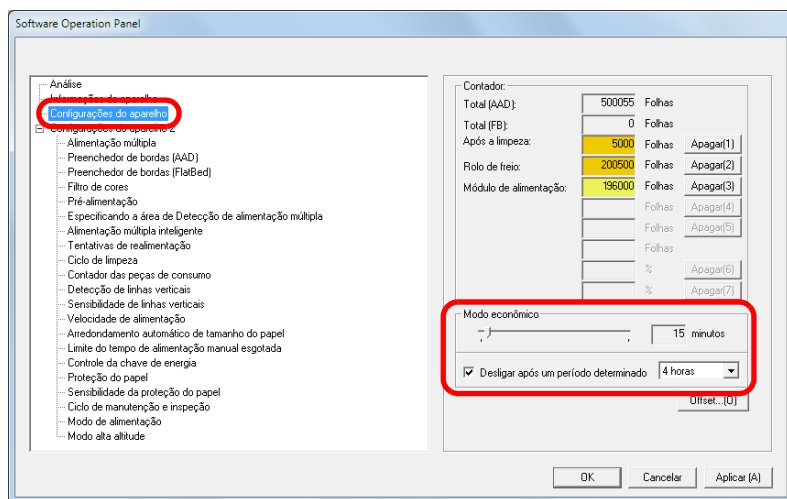 Software Operation Panel
Análise
Informações do aparelho
Configurações do aparelho
Configurações do aparelho 2
Alimentação múltipla
Preenchedor de bordas (AAD)
Preenchedor de bordas (FlatBed)
Filtro de cores
Pré-alimentação
Especificando a área de Detecção de alimentação múltipla
Alimentação múltipla inteligente
Tentativas de realimentação
Ciclo de limpeza
Contador das peças de consumo
Detecção de linhas verticais
Sensibilidade de linhas verticais
Velocidade de alimentação
Arredondamento automático de tamanho do papel
Limite do tempo de alimentação manual esgotada
Controle da chave de energia
Proteção do papel
Sensibilidade da proteção do papel
Ciclo de manutenção e inspeção
Modo de alimentação
Modo alta altitude
Contador:
Total (AAD): 500055 Folhas
Total (FB): 0 Folhas
Após a limpeza: 5000 Folhas Apagar(1)
Rolo de freio: 200500 Folhas Apagar(2)
Módulo de alimentação: 196000 Folhas Apagar(3)
Folhas Apagar(4)
Folhas Apagar(5)
Folhas
% Apagar(6)
% Apagar(7)
Modo econômico
15 minutos
Desligar após um período determinado 4 horas
Offset...(O)
OK Cancelar Aplicar (A)